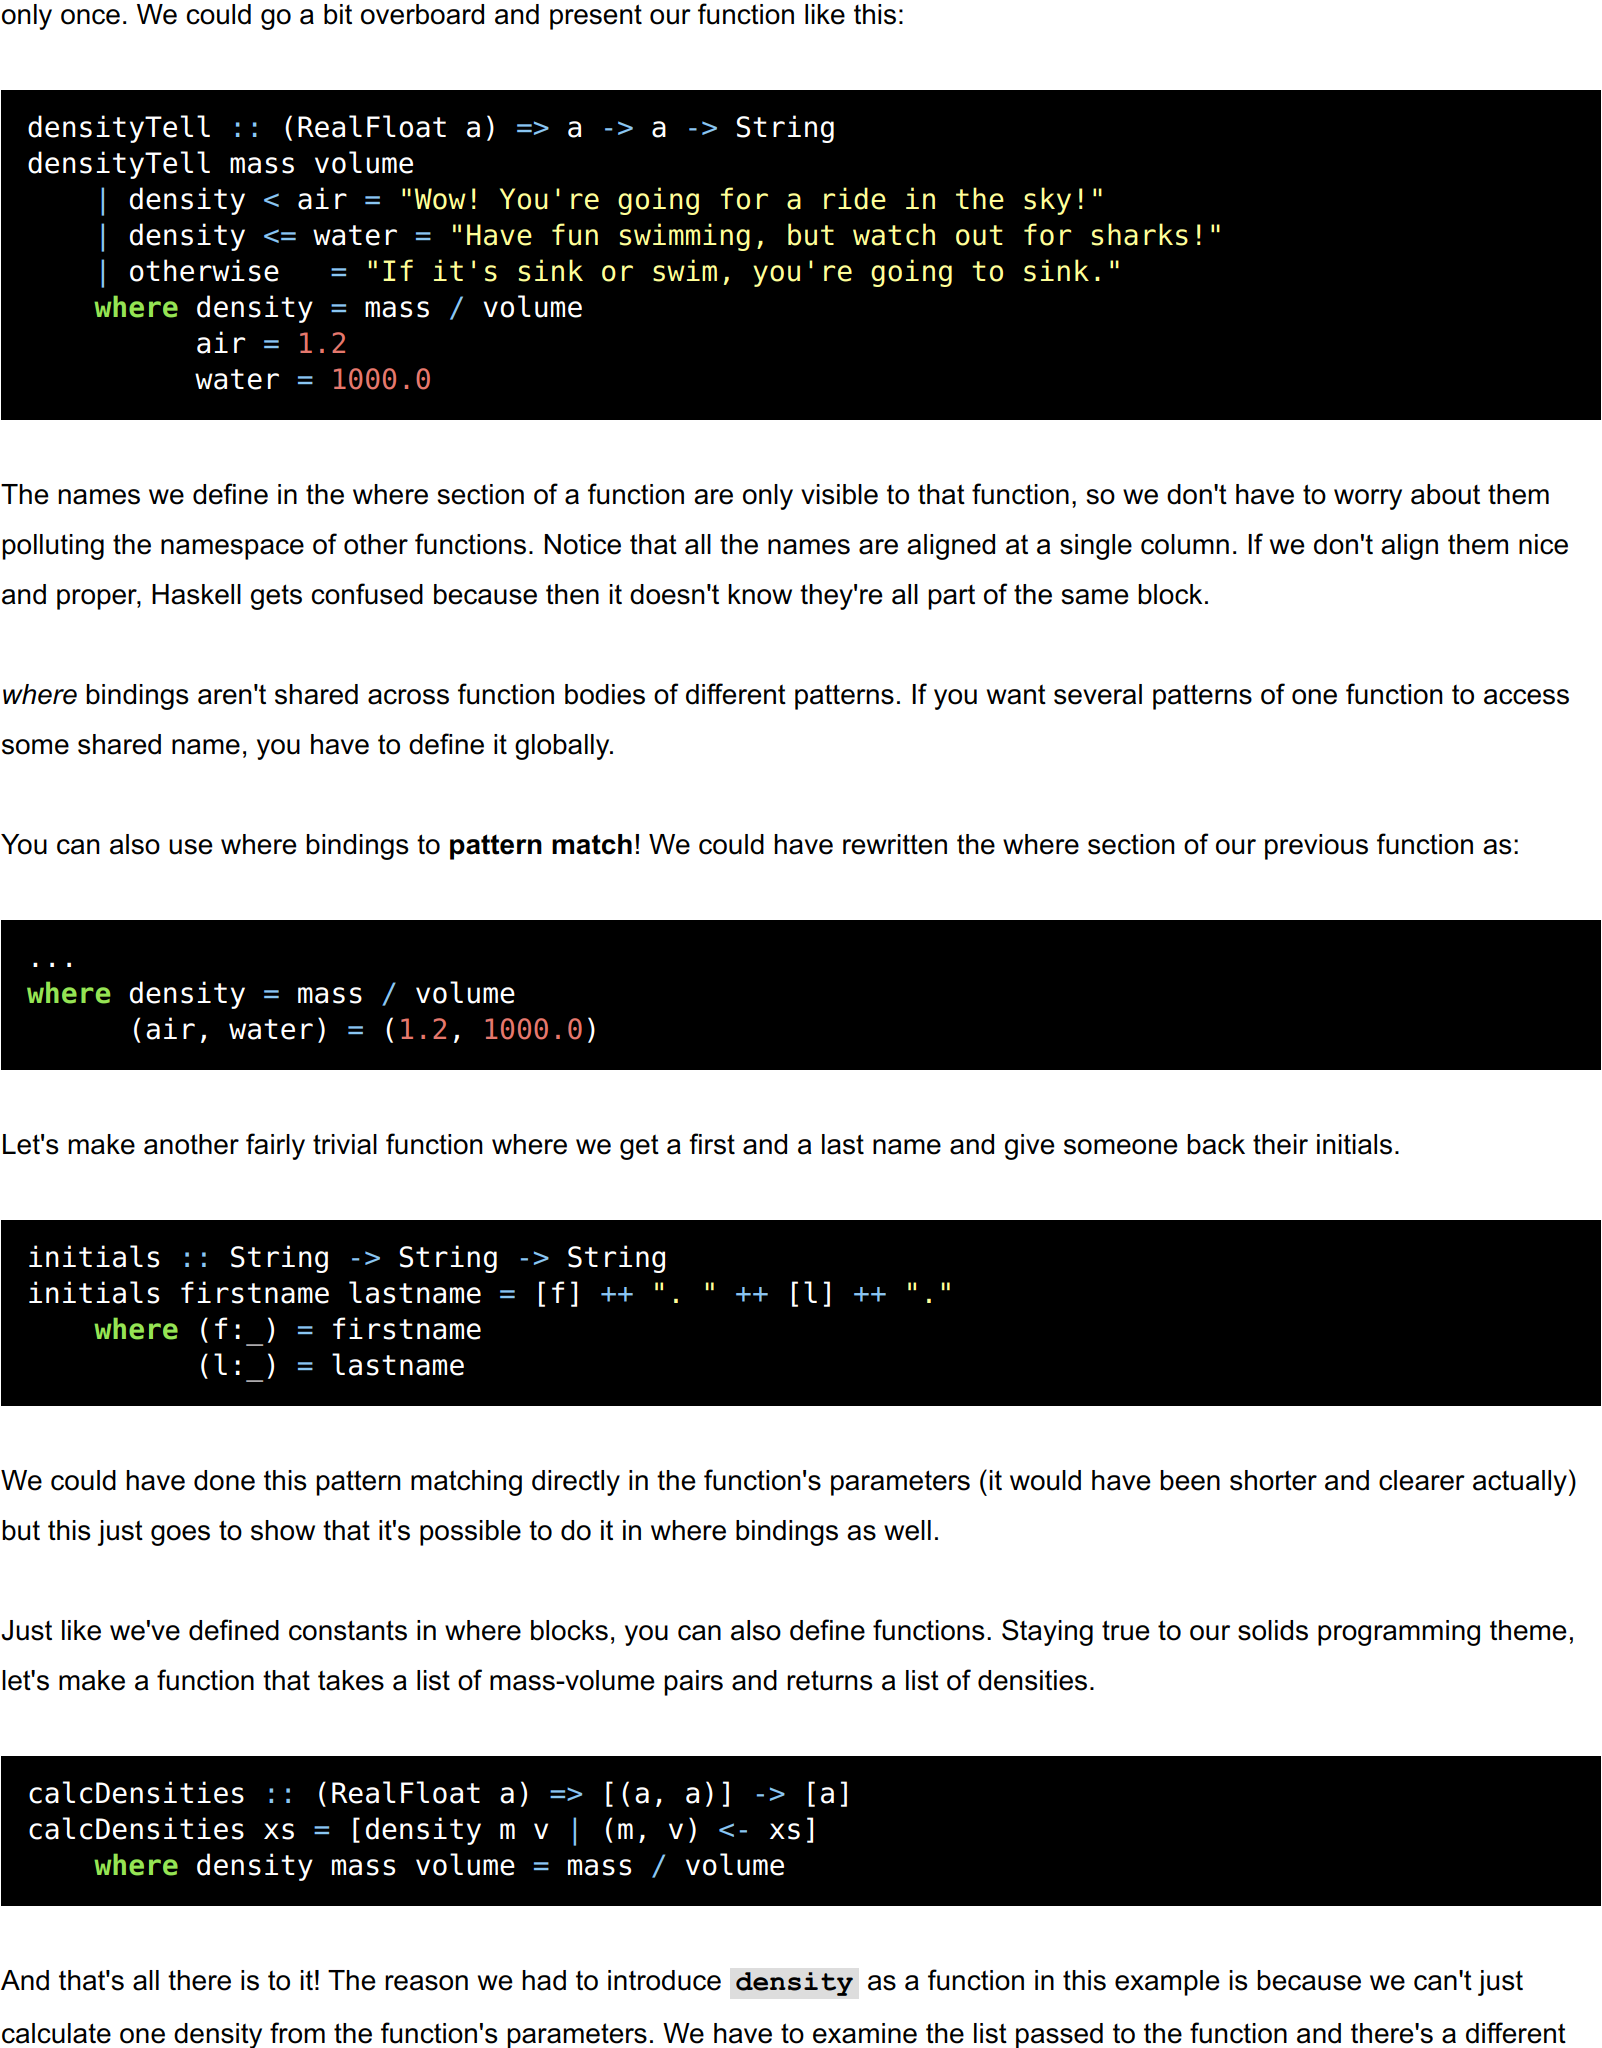 only once. We could go a bit overboard and present our function like this:
densityTell :: (RealFloat a) => a -> a -> String
densityTell mass volume
    | density < air = "Wow! You're going for a ride in the sky!"
    | density <= water = "Have fun swimming, but watch out for sharks!"
    | otherwise   = "If it's sink or swim, you're going to sink."
    where density = mass / volume
          air = 1.2
          water = 1000.0
The names we define in the where section of a function are only visible to that function, so we don't have to worry about them
polluting the namespace of other functions. Notice that all the names are aligned at a single column. If we don't align them nice
and proper, Haskell gets confused because then it doesn't know they're all part of the same block.
where bindings aren't shared across function bodies of different patterns. If you want several patterns of one function to access
some shared name, you have to define it globally.
You can also use where bindings to pattern match! We could have rewritten the where section of our previous function as:
...
where density = mass / volume
      (air, water) = (1.2, 1000.0)
Let's make another fairly trivial function where we get a first and a last name and give someone back their initials.
initials :: String -> String -> String
initials firstname lastname = [f] ++ ". " ++ [l] ++ "."
    where (f:_) = firstname
          (l:_) = lastname
We could have done this pattern matching directly in the function's parameters (it would have been shorter and clearer actually)
but this just goes to show that it's possible to do it in where bindings as well.
Just like we've defined constants in where blocks, you can also define functions. Staying true to our solids programming theme,
let's make a function that takes a list of mass-volume pairs and returns a list of densities.
calcDensities :: (RealFloat a) => [(a, a)] -> [a]
calcDensities xs = [density m v | (m, v) <- xs]
    where density mass volume = mass / volume
And that's all there is to it! The reason we had to introduce density as a function in this example is because we can't just
calculate one density from the function's parameters. We have to examine the list passed to the function and there's a different